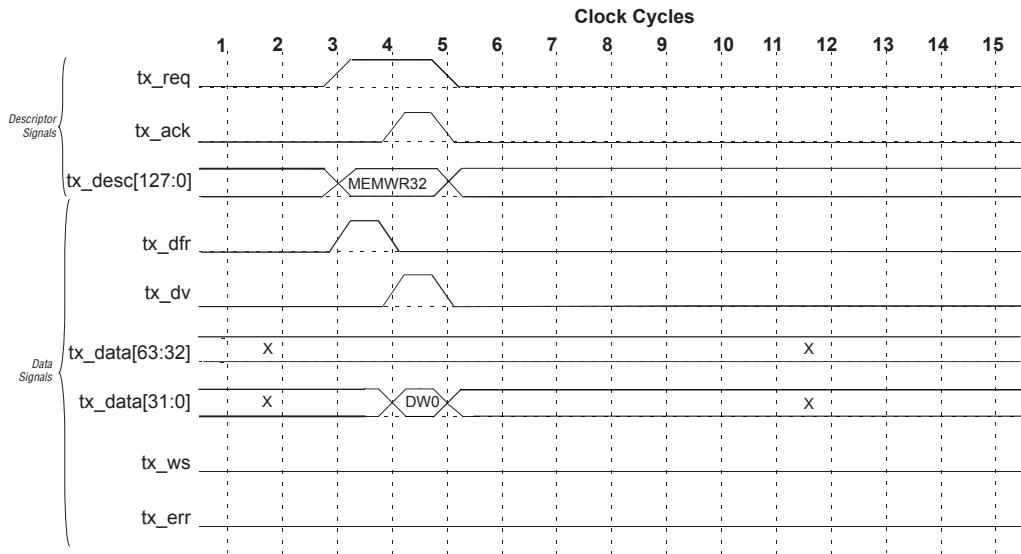 Clock Cycles
1 2 3 4 5 6 7 8 9 10 11 12 13 14 15
Descriptor
Signals
tx_req
tx_ack
tx_desc[127:0] MEMWR32
Data
Signals
tx_dfr
tx_dv
tx_data[63:32] X X
tx_data[31:0] X DW0 X
tx_ws
tx_err